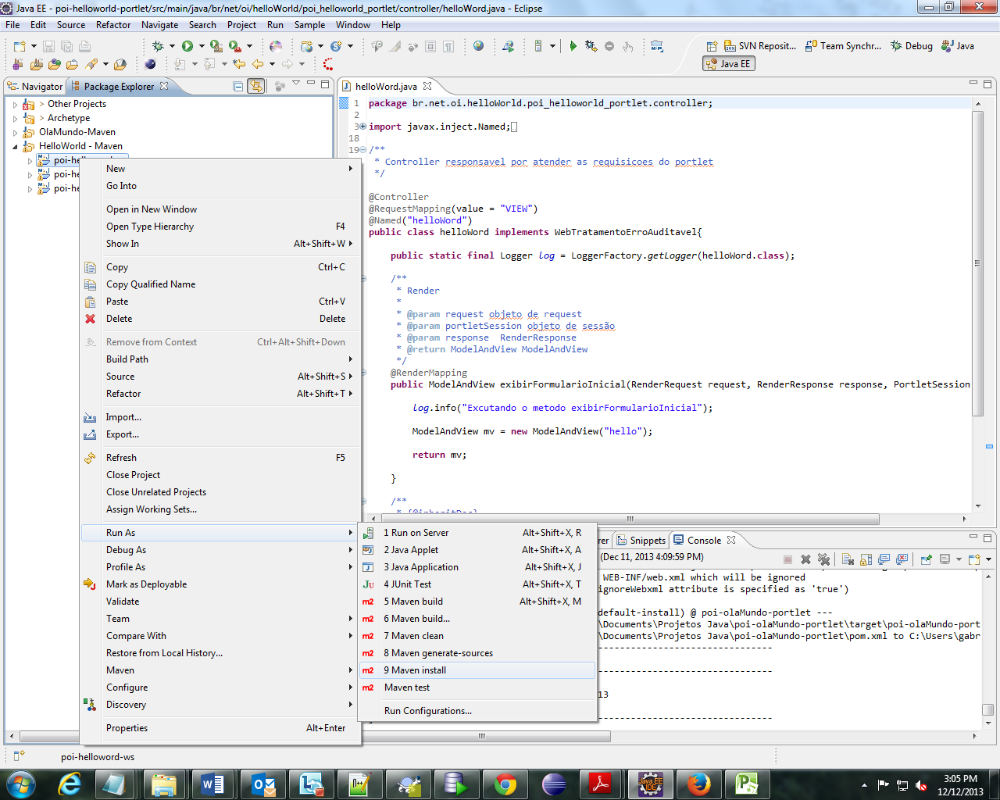 Java EE - poi-helloworld-portlet/src/main/java/br/net/oi/helloWorld/poi_helloworld_portlet/controller/helloWord.java - Eclipse
File Edit Source Refactor Navigate Search Project Run Sample Window Help
SVN Reposit... Team Synchr... Debug Java
Java EE
Navigator Package Explorer
> Other Projects
> Archetype
OlaMundo-Maven
HelloWorld - Maven
poi-he
poi-he
poi-he
New
Go Into
Open in New Window
Open Type Hierarchy F4
Show In Alt+Shift+W
Copy Ctrl+C
Copy Qualified Name
Paste Ctrl+V
Delete Delete
Remove from Context Ctrl+Alt+Shift+Down
Build Path
Source Alt+Shift+S
Refactor Alt+Shift+T
Import...
Export...
Refresh F5
Close Project
Close Unrelated Projects
Assign Working Sets...
Run As
Debug As
Profile As
Mark as Deployable
Validate
Team
Compare With
Restore from Local History...
Maven
Configure
Discovery
Properties Alt+Enter
1 Run on Server Alt+Shift+X, R
2 Java Applet Alt+Shift+X, A
3 Java Application Alt+Shift+X, J
4 JUnit Test Alt+Shift+X, T
5 Maven build Alt+Shift+X, M
6 Maven build...
7 Maven clean
8 Maven generate-sources
9 Maven install
Maven test
Run Configurations...
helloWord.java
1 package br.net.oi.helloWorld.poi_helloworld_portlet.controller;
2
3 import javax.inject.Named;
18
19 /**
* Controller responsavel por atender as requisicoes do portlet
*/
@Controller
@RequestMapping(value = "VIEW")
@Named("helloWord")
public class helloWord implements WebTratamentoErroAuditavel{
public static final Logger log = LoggerFactory.getLogger(helloWord.class);
/**
* Render
*
* @param request objeto de request
* @param portletSession objeto de sessão
* @param response RenderResponse
* @return ModelAndView ModelAndView
*/
@RenderMapping
public ModelAndView exibirFormularioInicial(RenderRequest request, RenderResponse response, PortletSession
log.info("Excutando o metodo exibirFormularioInicial");
ModelAndView mv = new ModelAndView("hello");
return mv;
}
/**
* {@inheritDoc}
rer Snippets Console
(Dec 11, 2013 4:09:59 PM)
WEB-INF/web.xml which will be ignored
ignoreWebxml attribute is specified as 'true')
default-install) @ poi-olaMundo-portlet ---
\Documents\Projetos Java\poi-olaMundo-portlet\target\poi-olaMundo-port
\Documents\Projetos Java\poi-olaMundo-portlet\pom.xml to C:\Users\gabr
--------------------------------
--------------------------------
13
--------------------------------
poi-helloword-ws
3:05 PM
12/12/2013